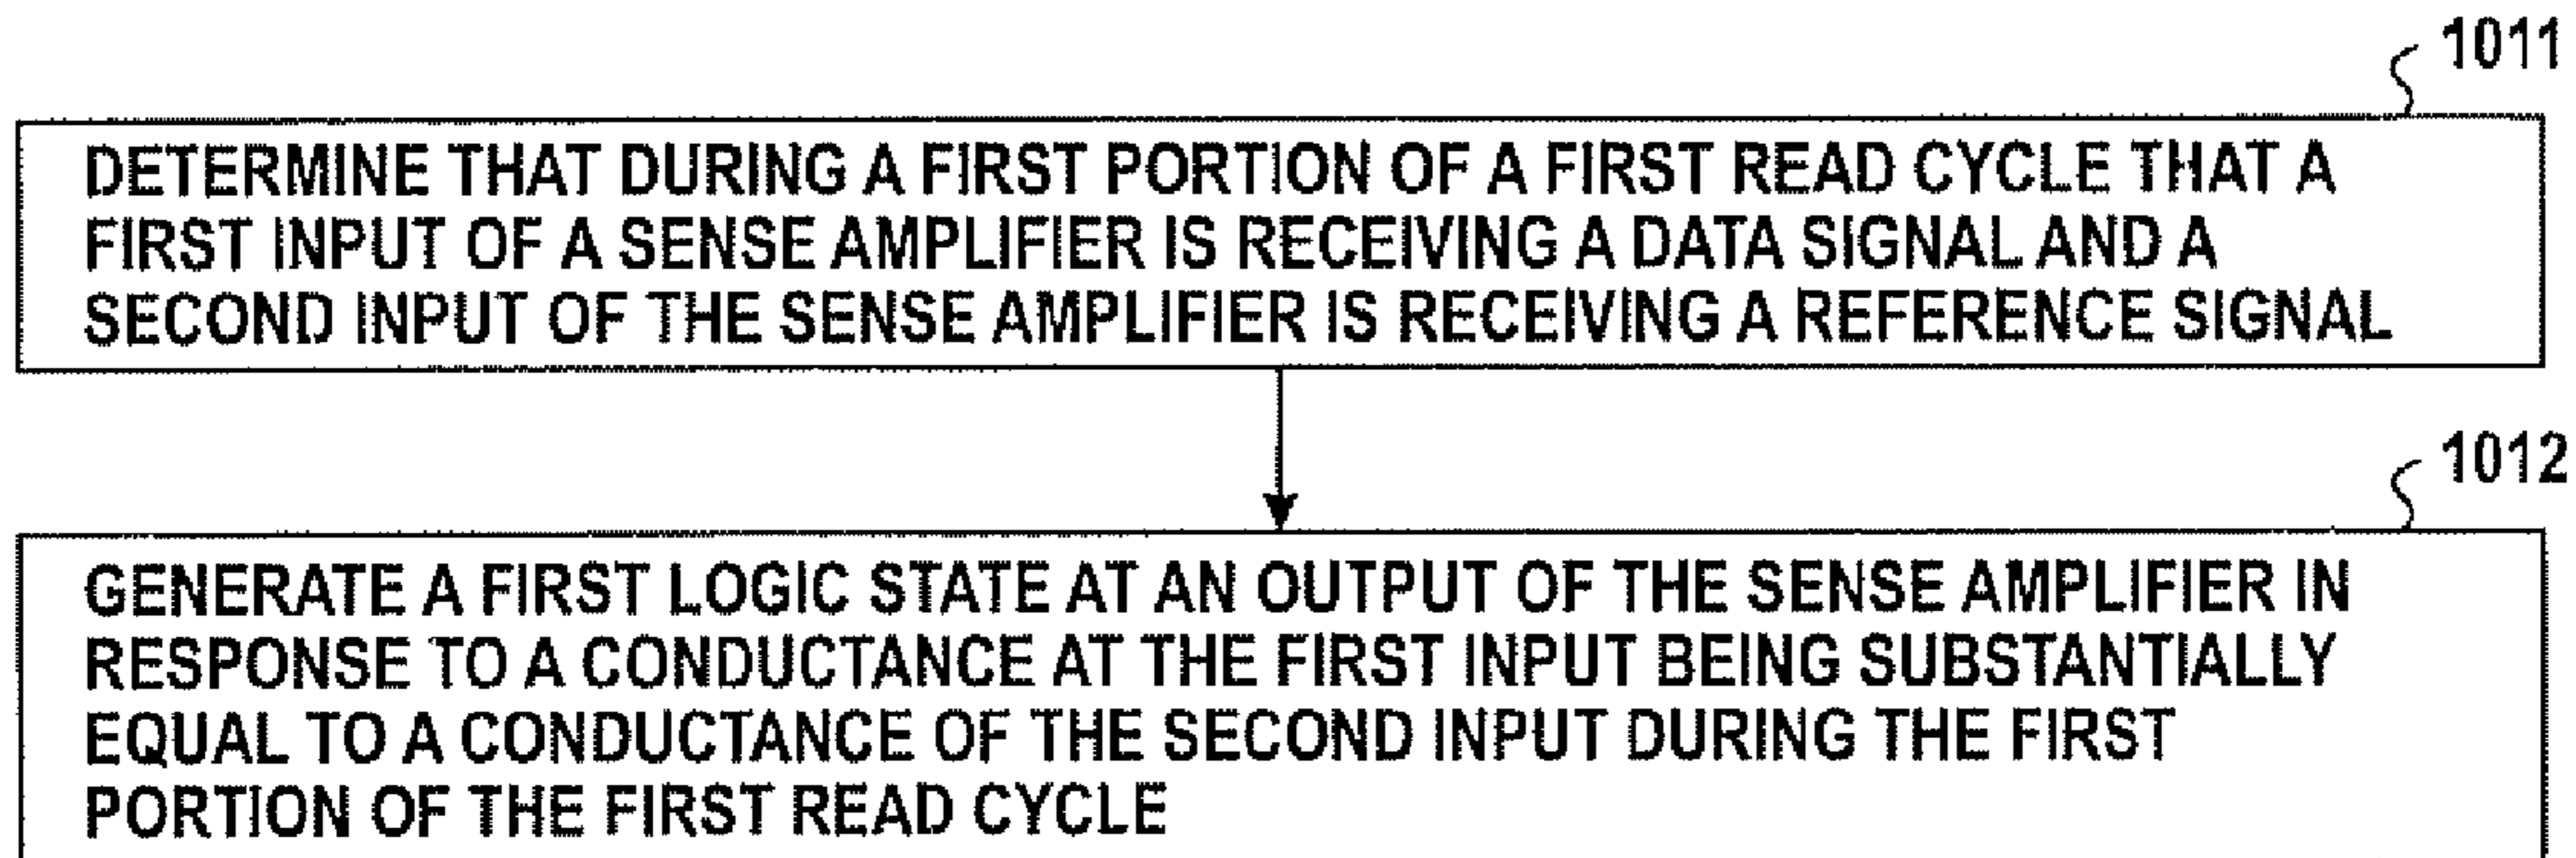 1011
DETERMINE THAT DURING A FIRST PORTION OF A FIRST READ CYCLE THAT A
FIRST INPUT OF A SENSE AMPLIFIER IS RECEIVING A DATA SIGNAL AND A
SECOND INPUT OF THE SENSE AMPLIFIER IS RECEIVING A REFERENCE SIGNAL
1012
GENERATE A FIRST LOGIC STATE AT AN OUTPUT OF THE SENSE AMPLIFIER IN
RESPONSE TO A CONDUCTANCE AT THE FIRST INPUT BEING SUBSTANTIALLY
EQUAL TO A CONDUCTANCE OF THE SECOND INPUT DURING THE FIRST
PORTION OF THE FIRST READ CYCLE